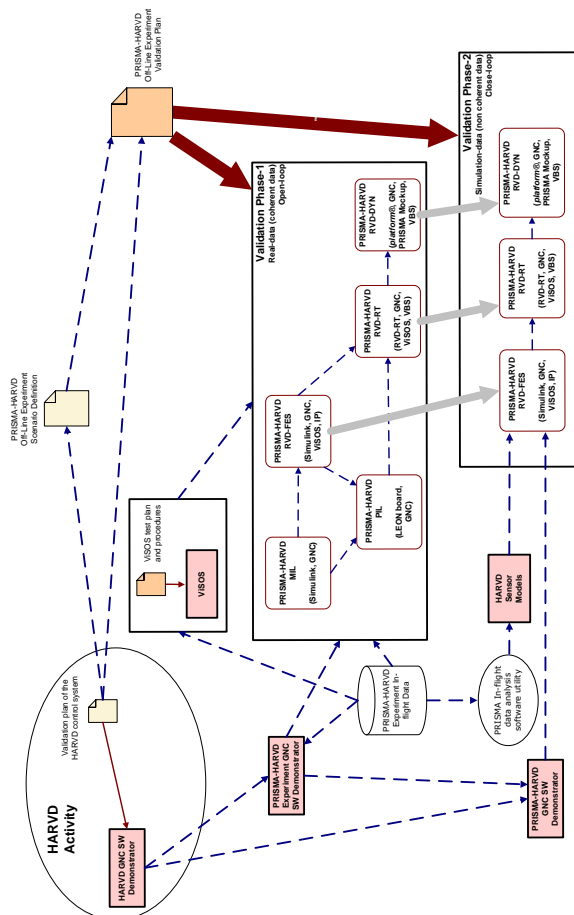 HARVD
Activity
HARVD GNC SW
Demonstrator
Validation plan of the
HARVD control system
PRISMA-HARVD
Off-Line Experiment
Scenario Definition
PRISMA-HARVD
Off-Line Experiment
Validation Plan
ViSOS test plan
and procedures
ViSOS
PRISMA-HARVD
Experiment GNC
SW Demonstrator
PRISMA-HARVD
Experiment In-
flight Data
Validation Phase-1
Real-data (coherent data)
Open-loop
PRISMA-HARVD
MIL
(Simulink, GNC)
PRISMA-HARVD
RVD-FES
(Simulink, GNC,
ViSOS, IP)
PRISMA-HARVD
PIL
(LEON board,
GNC)
PRISMA-HARVD
RVD-RT
(RVD-RT, GNC,
ViSOS, VBS)
PRISMA-HARVD
RVD-DYN
(platform®, GNC,
PRISMA Mockup,
VBS)
PRISMA-HARVD
GNC SW
Demonstrator
PRISMA In-flight
data analysis
software utility
HARVD
Sensor
Models
Validation Phase-2
Simulation-data (non coherent data)
Close-loop
PRISMA-HARVD
RVD-FES
(Simulink, GNC,
ViSOS, IP)
PRISMA-HARVD
RVD-RT
(RVD-RT, GNC,
ViSOS, VBS)
PRISMA-HARVD
RVD-DYN
(platform®, GNC,
PRISMA Mockup,
VBS)